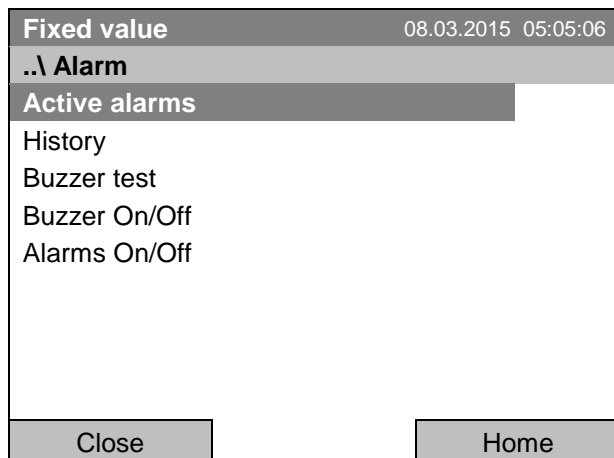 Fixed value 08.03.2015 05:05:06
..\ Alarm
Active alarms
History
Buzzer test
Buzzer On/Off
Alarms On/Off
Close Home